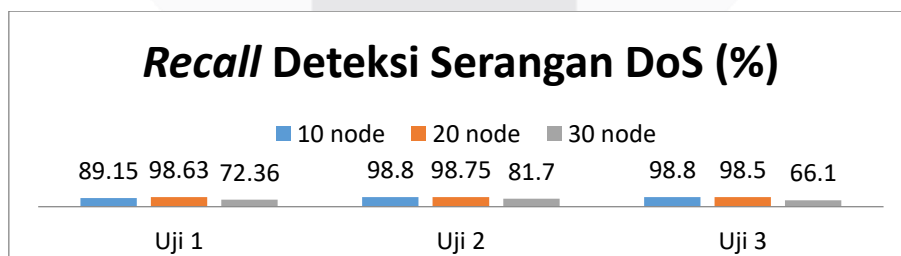 Recall Deteksi Serangan DoS (%)
10 node 20 node 30 node
89.15 98.63 72.36 98.8 98.75 81.7 98.8 98.5 66.1
Uji 1 Uji 2 Uji 3